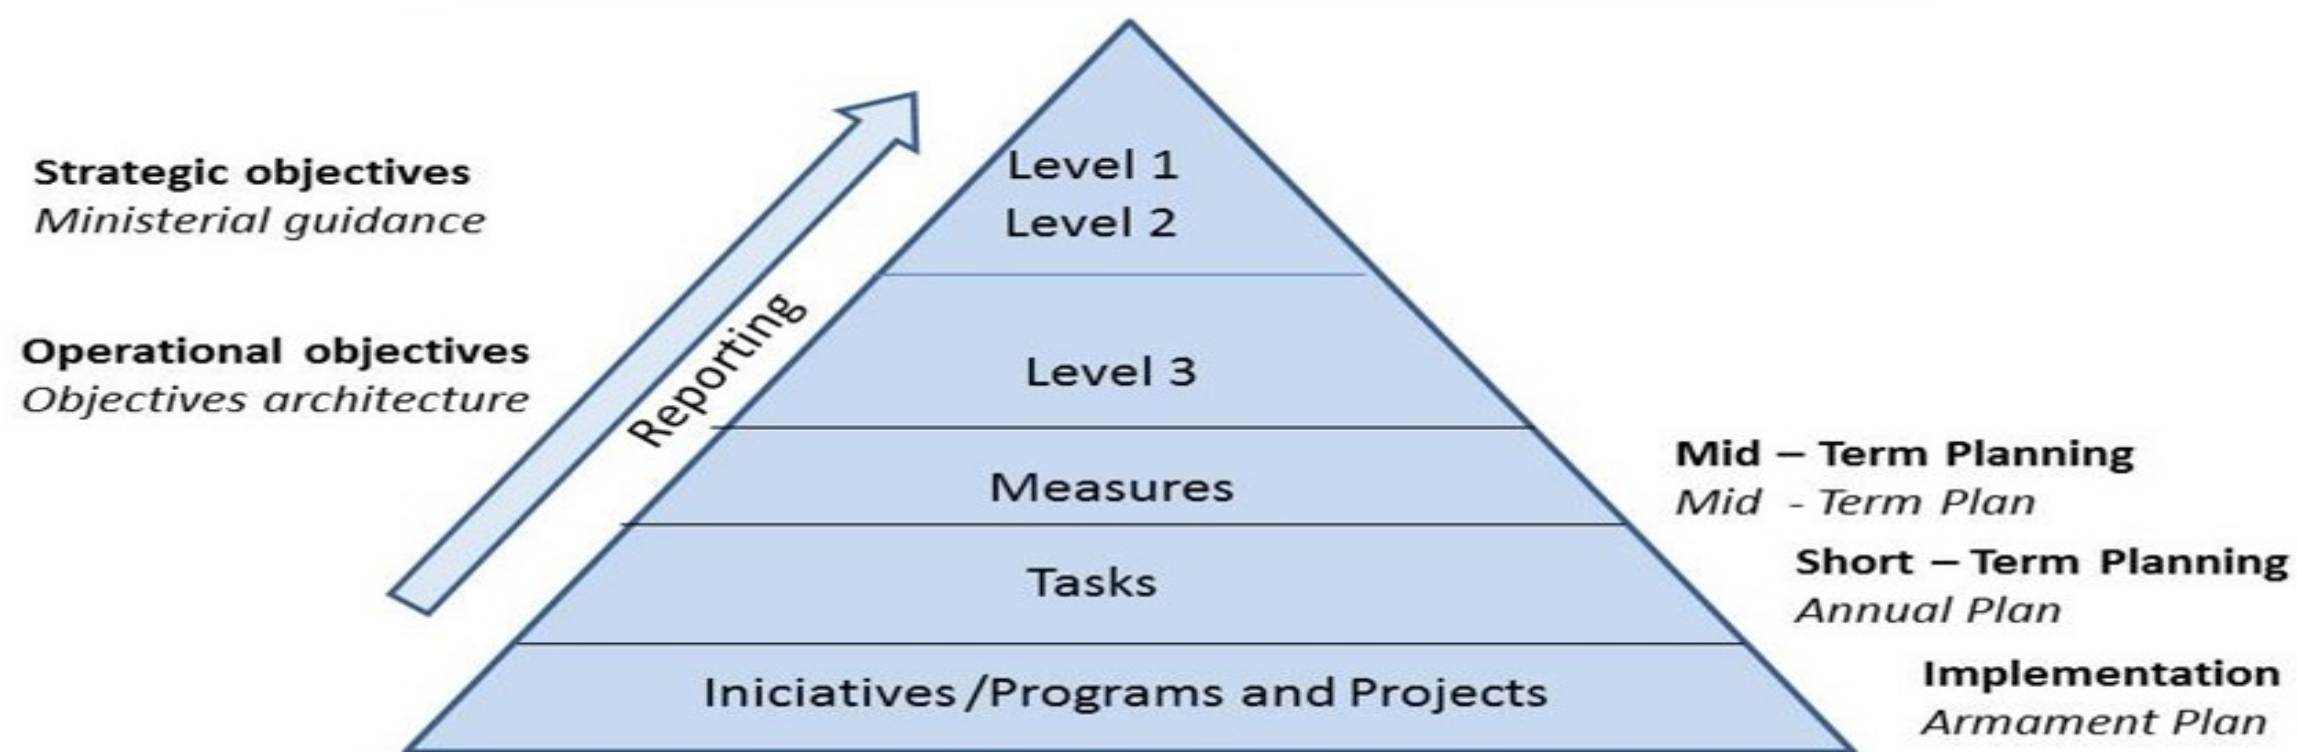 Strategic objectives
Ministerial guidance
Operational objectives
Objectives architecture
Reporting
Level 1
Level 2
Level 3
Measures
Tasks
Iniciatives/Programs and Projects
Mid – Term Planning
Mid - Term Plan
Short – Term Planning
Annual Plan
Implementation
Armament Plan